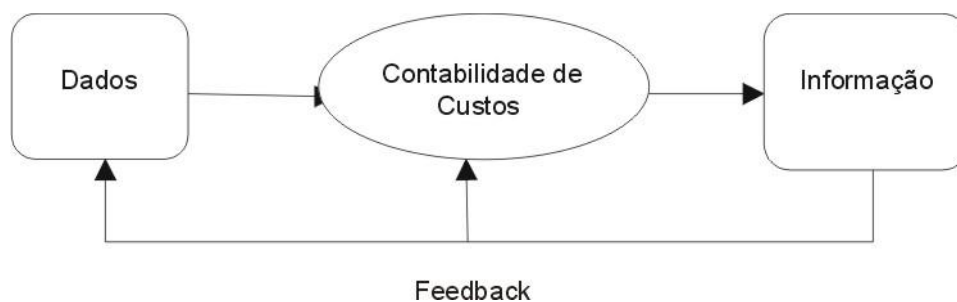 Dados
Contabilidade de
Custos
Informação
Feedback